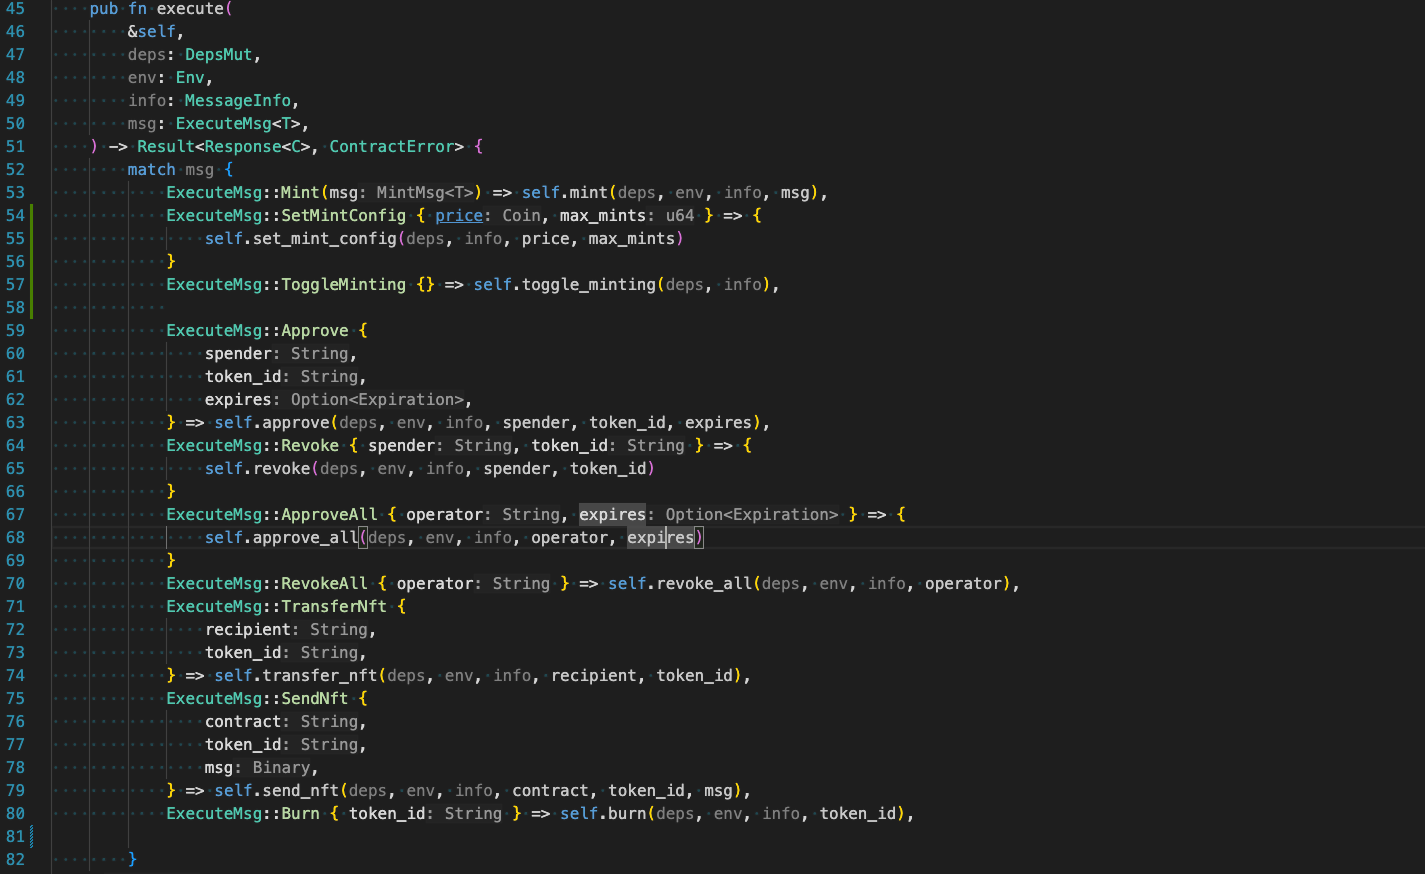 45 pub fn execute(
46 &self,
47 deps: DepsMut,
48 env: Env,
49 info: MessageInfo,
50 msg: ExecuteMsg<T>,
51 ) -> Result<Response<C>, ContractError> {
52 match msg {
53 ExecuteMsg::Mint(msg: MintMsg<T>) => self.mint(deps, env, info, msg),
54 ExecuteMsg::SetMintConfig { price: Coin, max_mints: u64 } => {
55 self.set_mint_config(deps, info, price, max_mints)
56 }
57 ExecuteMsg::ToggleMinting {} => self.toggle_minting(deps, info),
58
59 ExecuteMsg::Approve {
60 spender: String,
61 token_id: String,
62 expires: Option<Expiration>,
63 } => self.approve(deps, env, info, spender, token_id, expires),
64 ExecuteMsg::Revoke { spender: String, token_id: String } => {
65 self.revoke(deps, env, info, spender, token_id)
66 }
67 ExecuteMsg::ApproveAll { operator: String, expires: Option<Expiration> } => {
68 self.approve_all(deps, env, info, operator, expires)
69 }
70 ExecuteMsg::RevokeAll { operator: String } => self.revoke_all(deps, env, info, operator),
71 ExecuteMsg::TransferNft {
72 recipient: String,
73 token_id: String,
74 } => self.transfer_nft(deps, env, info, recipient, token_id),
75 ExecuteMsg::SendNft {
76 contract: String,
77 token_id: String,
78 msg: Binary,
79 } => self.send_nft(deps, env, info, contract, token_id, msg),
80 ExecuteMsg::Burn { token_id: String } => self.burn(deps, env, info, token_id),
81
82 }